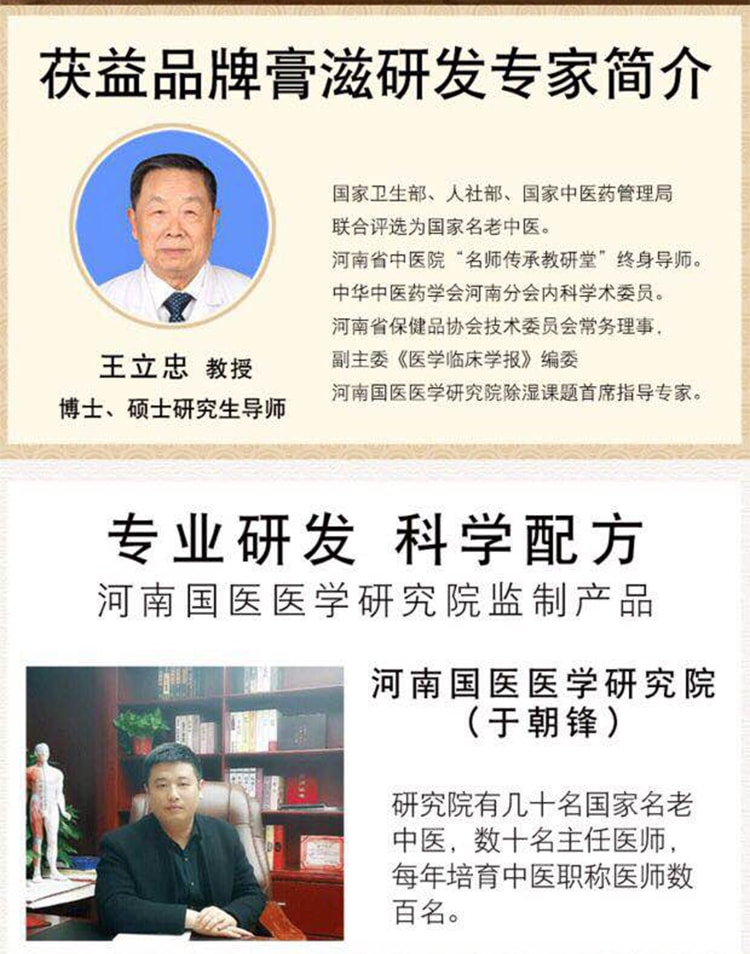 茯益品牌膏滋研发专家简介
国家卫生部、人社部、国家中医药管理局
联合评选为国家名老中医。
河南省中医院“名师传承教研堂”终身导师。
中华中医药学会河南分会内科学术委员。
河南省保健品协会技术委员会常务理事，
副主委《医学临床学报》编委
河南国医医学研究院除湿课题首席指导专家。
王立忠 教授
博士、硕士研究生导师
专业研发 科学配方
河南国医医学研究院监制产品
河南国医医学研究院
（于朝锋）
研究院有几十名国家名老
中医，数十名主任医师，
每年培育中医职称医师数
百名。